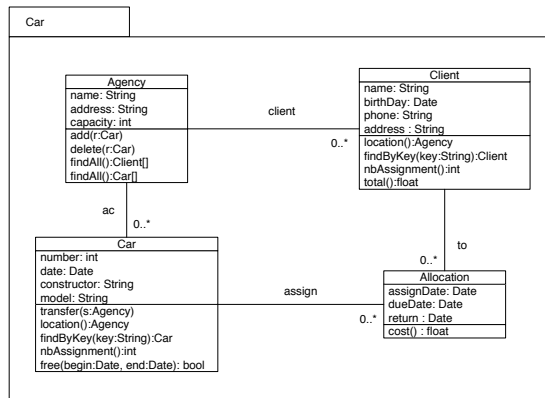 Car
Agency
name: String
address: String
capacity: int
add(r:Car)
delete(r:Car)
findAll():Client[]
findAll():Car[]
client
0..*
Client
name: String
birthDay: Date
phone: String
address : String
location():Agency
findByKey(key:String):Client
nbAssignment():int
total():float
ac
0..*
to
0..*
Car
number: int
date: Date
constructor: String
model: String
transfer(s:Agency)
location():Agency
findByKey(key:String):Car
nbAssignment():int
free(begin:Date, end:Date): bool
assign
0..*
Allocation
assignDate: Date
dueDate: Date
return : Date
cost() : float